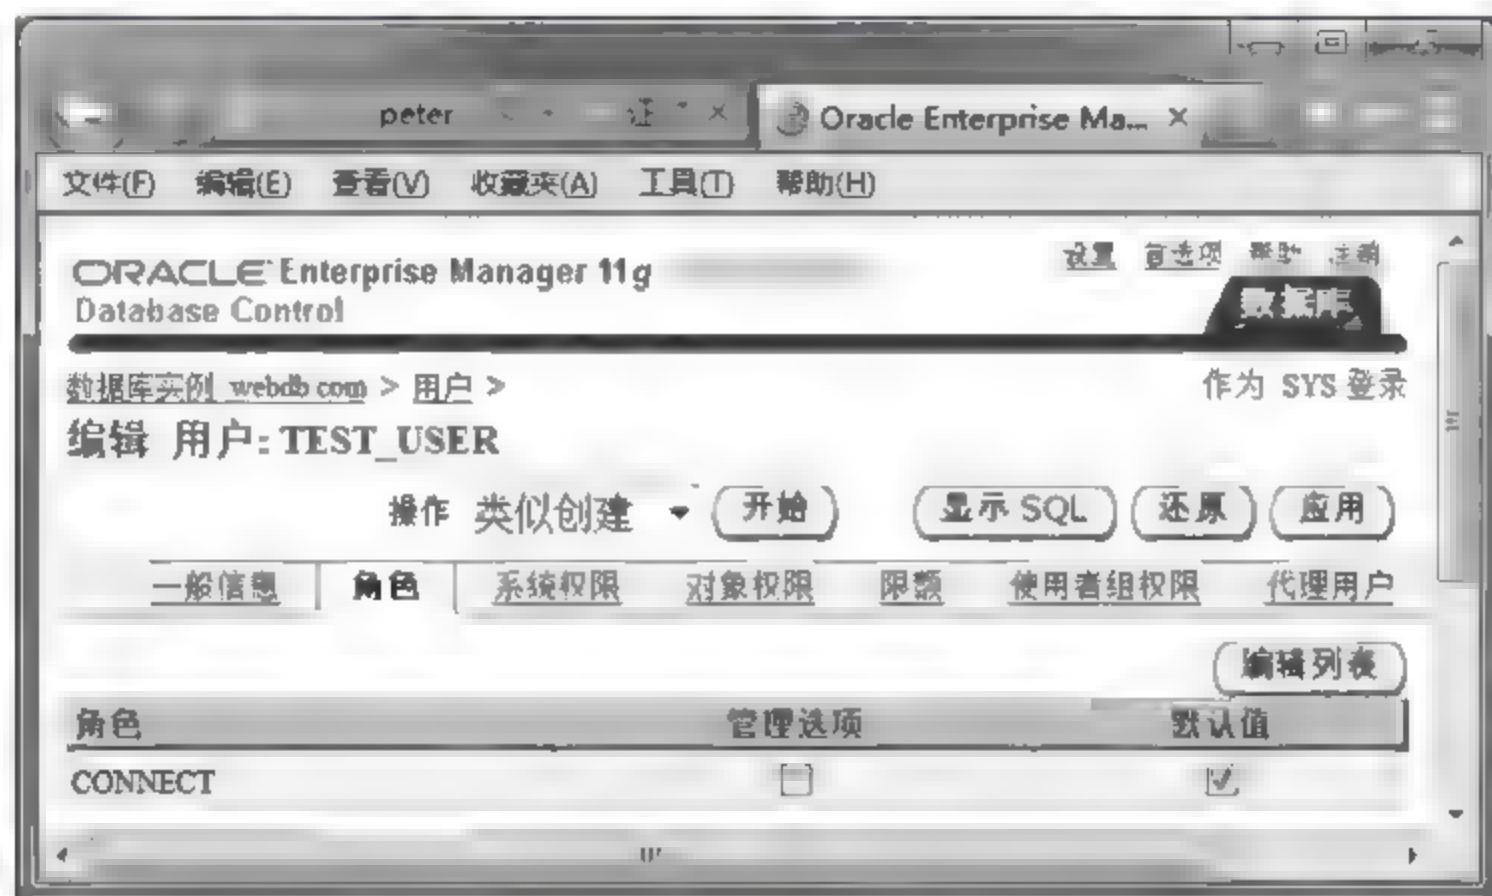 peter
Oracle Enterprise Ma... ×
文件(F) 编辑(E) 查看(V) 收藏夹(A) 工具(T) 帮助(H)
设置 首选项 帮助 注销
ORACLE Enterprise Manager 11g
Database Control
数据库
数据库实例 webdb.com > 用户 >
作为 SYS 登录
编辑 用户: TEST_USER
操作 类似创建 开始 显示 SQL 还原 应用
一般信息 角色 系统权限 对象权限 限额 使用者组权限 代理用户
编辑列表
角色 管理选项 默认值
CONNECT